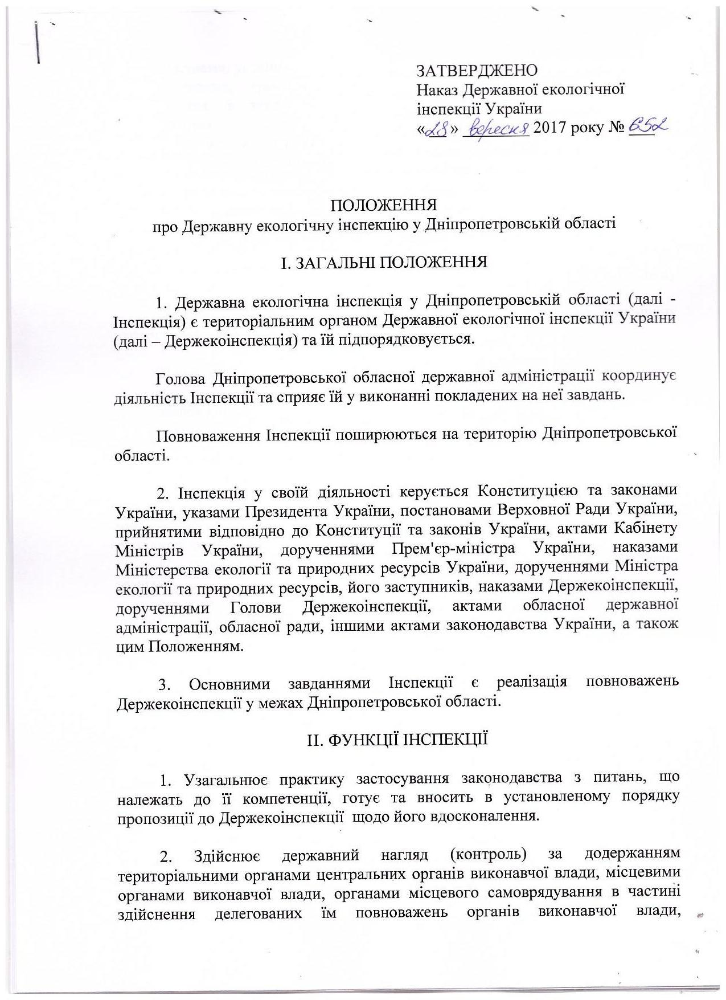 ЗАТВЕРДЖЕНО
Наказ Державної екологічної
інспекції України
«28» вересня 2017 року № 652
ПОЛОЖЕННЯ
про Державну екологічну інспекцію у Дніпропетровській області
І. ЗАГАЛЬНІ ПОЛОЖЕННЯ
1. Державна екологічна інспекція у Дніпропетровській області (далі -
Інспекція) є територіальним органом Державної екологічної інспекції України
(далі – Держекоінспекція) та їй підпорядковується.
Голова Дніпропетровської обласної державної адміністрації координує
діяльність Інспекції та сприяє їй у виконанні покладених на неї завдань.
Повноваження Інспекції поширюються на територію Дніпропетровської
області.
2. Інспекція у своїй діяльності керується Конституцією та законами
України, указами Президента України, постановами Верховної Ради України,
прийнятими відповідно до Конституції та законів України, актами Кабінету
Міністрів України, дорученнями Прем'єр-міністра України, наказами
Міністерства екології та природних ресурсів України, дорученнями Міністра
екології та природних ресурсів, його заступників, наказами Держекоінспекції,
дорученнями Голови Держекоінспекції, актами обласної державної
адміністрації, обласної ради, іншими актами законодавства України, а також
цим Положенням.
3. Основними завданнями Інспекції є реалізація повноважень
Держекоінспекції у межах Дніпропетровської області.
ІІ. ФУНКЦІЇ ІНСПЕКЦІЇ
1. Узагальнює практику застосування законодавства з питань, що
належать до її компетенції, готує та вносить в установленому порядку
пропозиції до Держекоінспекції щодо його вдосконалення.
2. Здійснює державний нагляд (контроль) за додержанням
територіальними органами центральних органів виконавчої влади, місцевими
органами виконавчої влади, органами місцевого самоврядування в частині
здійснення делегованих їм повноважень органів виконавчої влади,